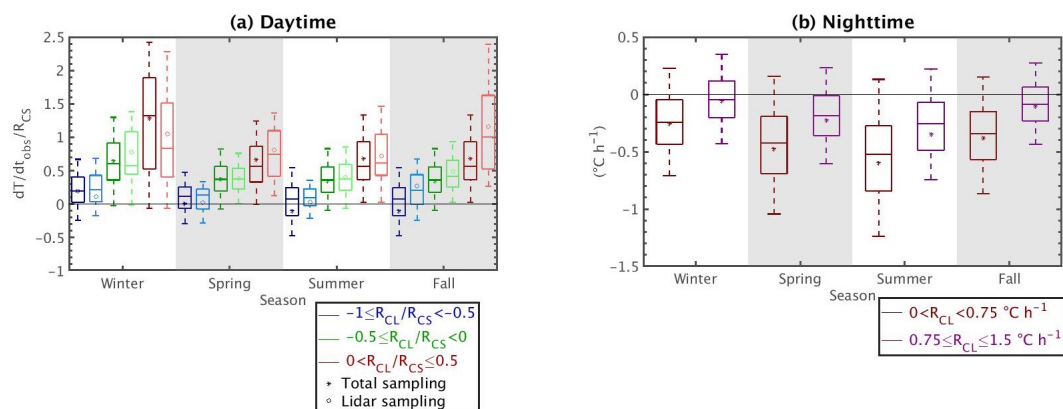 (a) Daytime
2.5
2
1.5
1
0.5
0
-0.5
-1
dT/dt_obs/R_CS
Winter Spring Summer Fall
Season
-1≤R_CL/R_CS<-0.5
-0.5≤R_CL/R_CS<0
0<R_CL/R_CS≤0.5
* Total sampling
○ Lidar sampling
(b) Nighttime
0.5
0
-0.5
-1
-1.5
(°C h⁻¹)
Winter Spring Summer Fall
Season
0<R_CL<0.75 °C h⁻¹
0.75≤R_CL≤1.5 °C h⁻¹